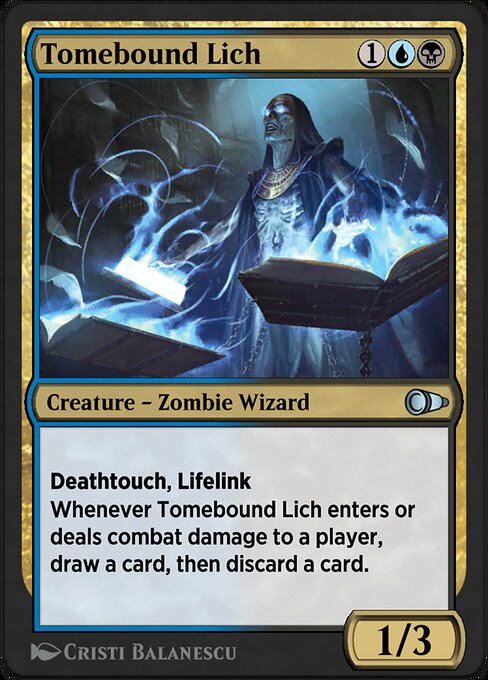 Tomebound Lich 1
Creature – Zombie Wizard
Deathtouch, Lifelink
Whenever Tomebound Lich enters or
deals combat damage to a player,
draw a card, then discard a card.
1/3
Cristi Balanescu